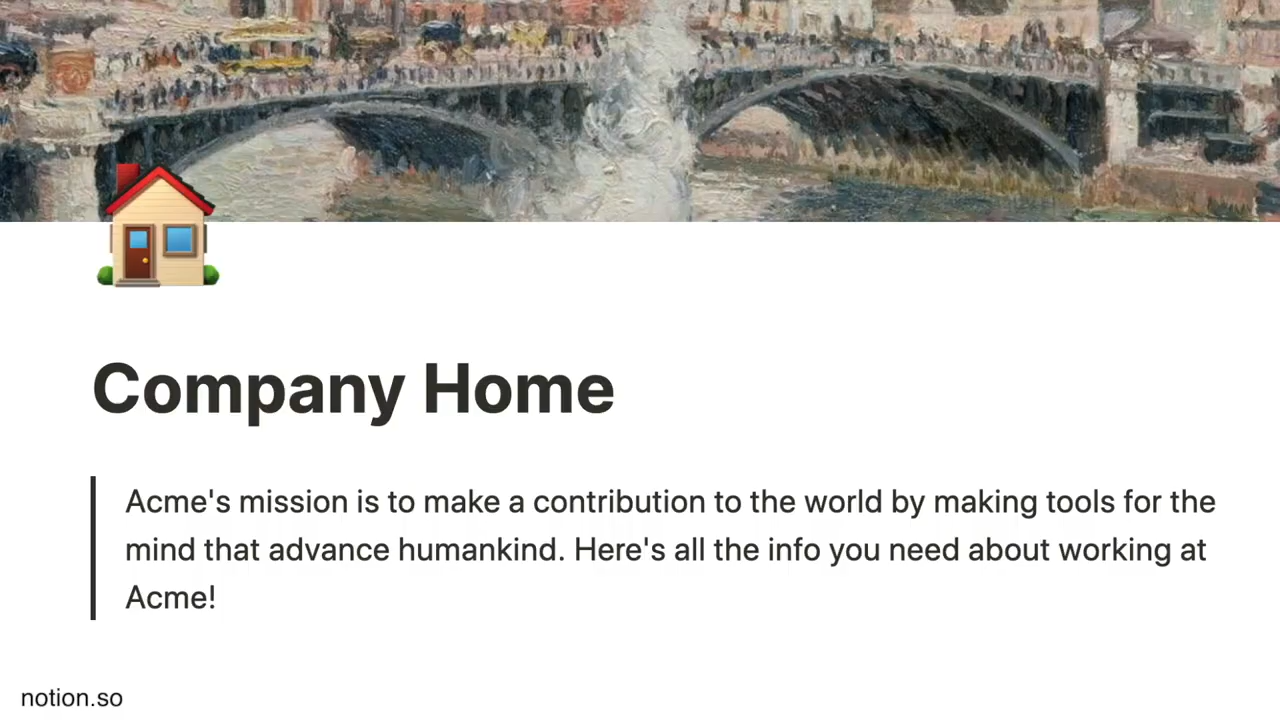 Company Home
Acme's mission is to make a contribution to the world by making tools for the
mind that advance humankind. Here's all the info you need about working at
Acme!
notion.so